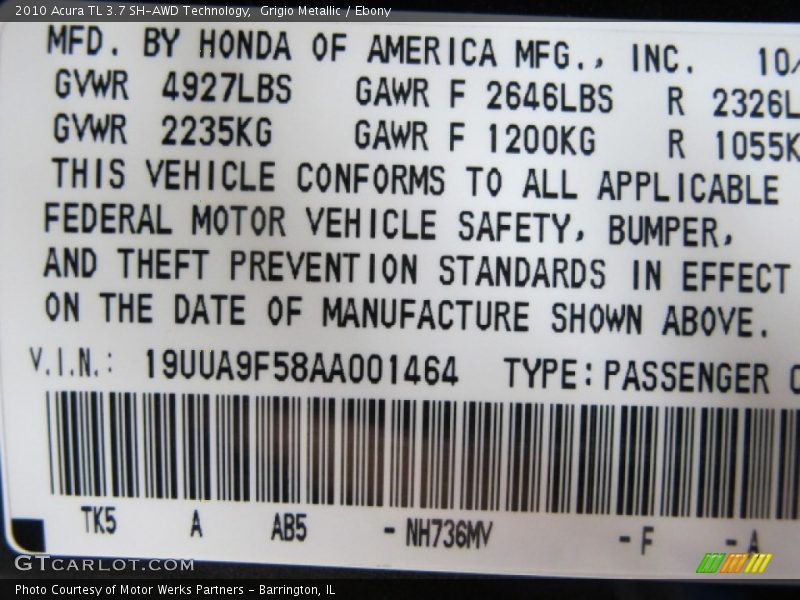 2010 Acura TL 3.7 SH-AWD Technology,  Grigio Metallic / Ebony
MFD. BY HONDA OF AMERICA MFG., INC. 10/
GVWR 4927LBS GAWR F 2646LBS R 2326L
GVWR 2235KG GAWR F 1200KG R 1055K
THIS VEHICLE CONFORMS TO ALL APPLICABLE
FEDERAL MOTOR VEHICLE SAFETY, BUMPER,
AND THEFT PREVENTION STANDARDS IN EFFECT
ON THE DATE OF MANUFACTURE SHOWN ABOVE.
V.I.N.: 19UUA9F58AA001464 TYPE: PASSENGER C
TK5 A AB5 - NH736MV - F - A
GTcarlot.com
Photo Courtesy of Motor Werks Partners - Barrington, IL